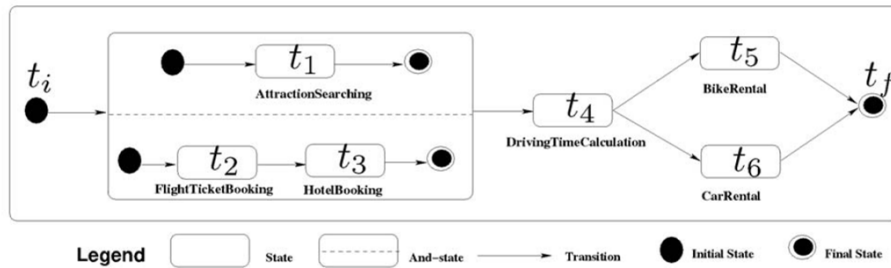 t_1
AttractionSearching
t_i
t_2
FlightTicketBooking
t_3
HotelBooking
t_4
DrivingTimeCalculation
t_5
BikeRental
t_6
CarRental
t_f
Legend State And-state Transition Initial State Final State